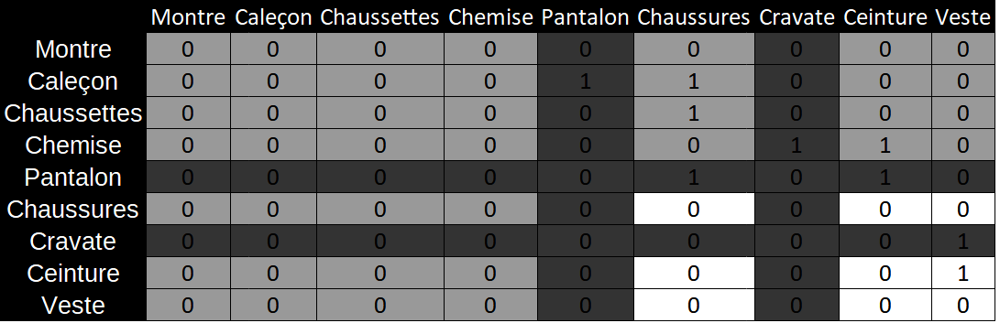 Montre Caleçon Chaussettes Chemise Pantalon Chaussures Cravate Ceinture Veste
Montre 0 0 0 0 0 0 0 0 0
Caleçon 0 0 0 0 1 1 0 0 0
Chaussettes 0 0 0 0 0 1 0 0 0
Chemise 0 0 0 0 0 0 1 1 0
Pantalon 0 0 0 0 0 1 0 1 0
Chaussures 0 0 0 0 0 0 0 0 0
Cravate 0 0 0 0 0 0 0 0 1
Ceinture 0 0 0 0 0 0 0 0 1
Veste 0 0 0 0 0 0 0 0 0